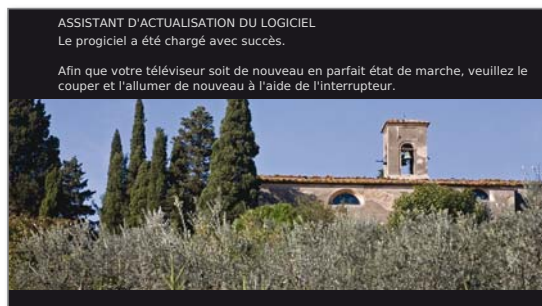 ASSISTANT D'ACTUALISATION DU LOGICIEL
Le progiciel a été chargé avec succès.
Afin que votre téléviseur soit de nouveau en parfait état de marche, veuillez le
couper et l'allumer de nouveau à l'aide de l'interrupteur.